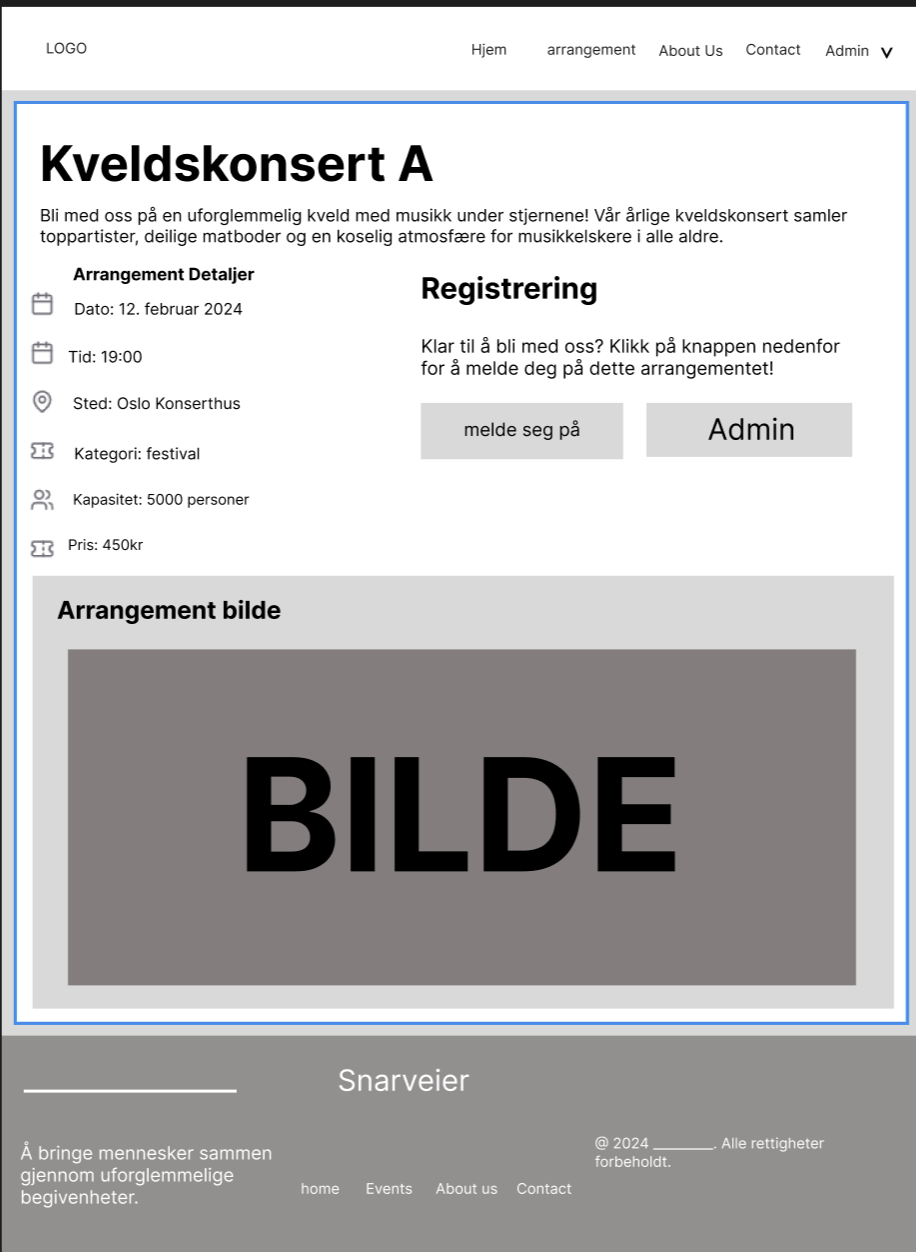 LOGO
Hjem arrangement About Us Contact Admin
Kveldskonsert A
Bli med oss på en uforglemmelig kveld med musikk under stjernene! Vår årlige kveldskonsert samler
toppartister, deilige matboder og en koselig atmosfære for musikkelskere i alle aldre.
Arrangement Detaljer
Dato: 12. februar 2024
Tid: 19:00
Sted: Oslo Konserthus
Kategori: festival
Kapasitet: 5000 personer
Pris: 450kr
Registrering
Klar til å bli med oss? Klikk på knappen nedenfor
for å melde deg på dette arrangementet!
melde seg på
Admin
Arrangement bilde
BILDE
Å bringe mennesker sammen
gjennom uforglemmelige
begivenheter.
Snarveier
home Events About us Contact
@ 2024 ________. Alle rettigheter
forbeholdt.